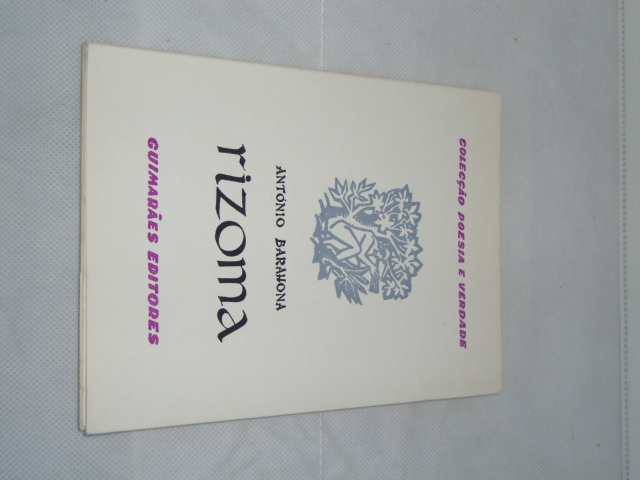 COLECÇÃO POESIA E VERDADE
ANTÓNIO BARAHONA
rizoma
GUIMARÃES EDITORES